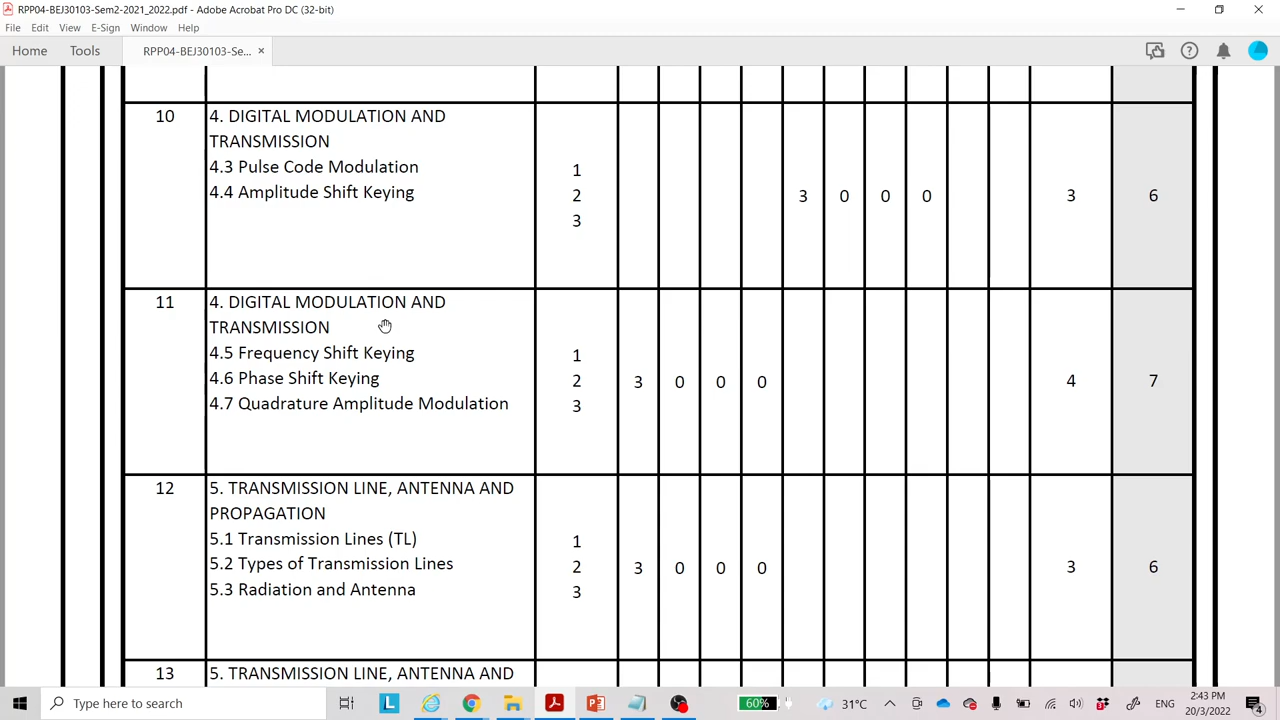 RPP04-BEJ30103-Sem2-2021_2022.pdf - Adobe Acrobat Pro DC (32-bit)
File Edit View E-Sign Window Help
Home Tools RPP04-BEJ30103-Se... ×
10 4. DIGITAL MODULATION AND
TRANSMISSION
4.3 Pulse Code Modulation
4.4 Amplitude Shift Keying
1
2
3
3 0 0 0 3 6
11 4. DIGITAL MODULATION AND
TRANSMISSION
4.5 Frequency Shift Keying
4.6 Phase Shift Keying
4.7 Quadrature Amplitude Modulation
1
2
3
3 0 0 0 4 7
12 5. TRANSMISSION LINE, ANTENNA AND
PROPAGATION
5.1 Transmission Lines (TL)
5.2 Types of Transmission Lines
5.3 Radiation and Antenna
1
2
3
3 0 0 0 3 6
13 5. TRANSMISSION LINE, ANTENNA AND
Type here to search
L
60%
31°C
ENG
2:43 PM
20/3/2022
4